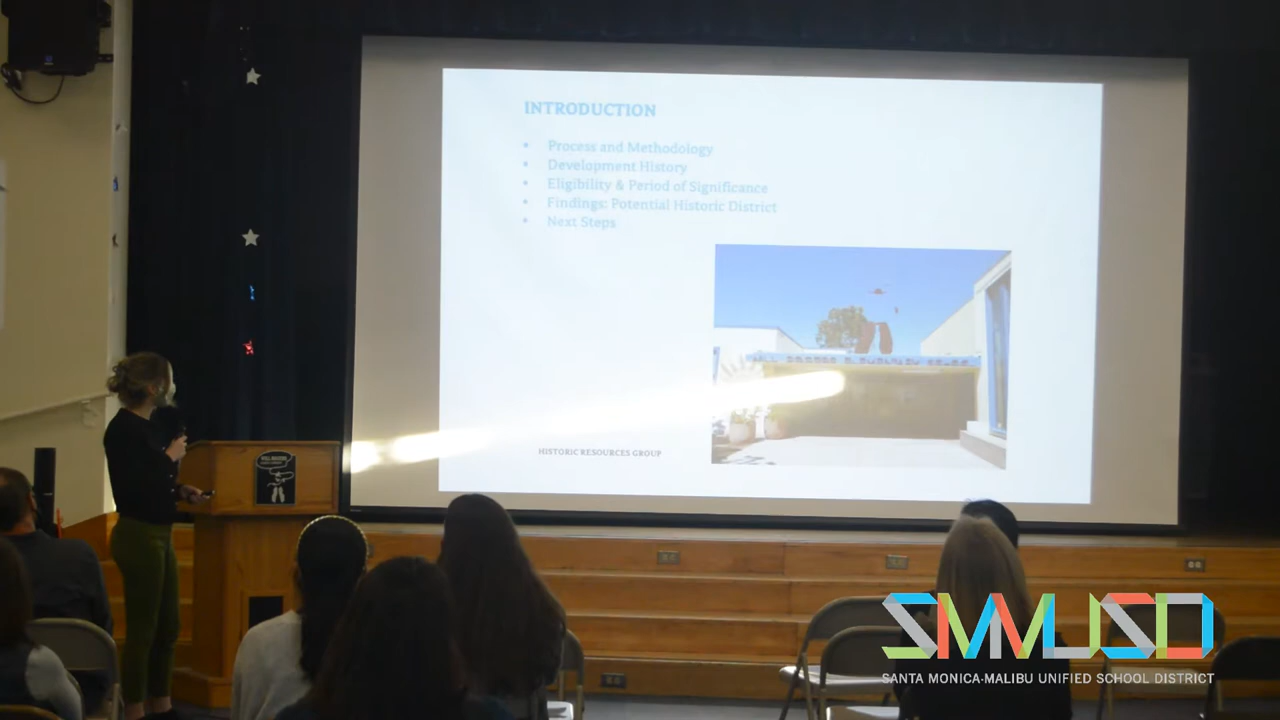 INTRODUCTION
• Process and Methodology
• Development History
• Eligibility & Period of Significance
• Findings: Potential Historic District
• Next Steps
HISTORIC RESOURCES GROUP
SMMUSD
SANTA MONICA-MALIBU UNIFIED SCHOOL DISTRICT